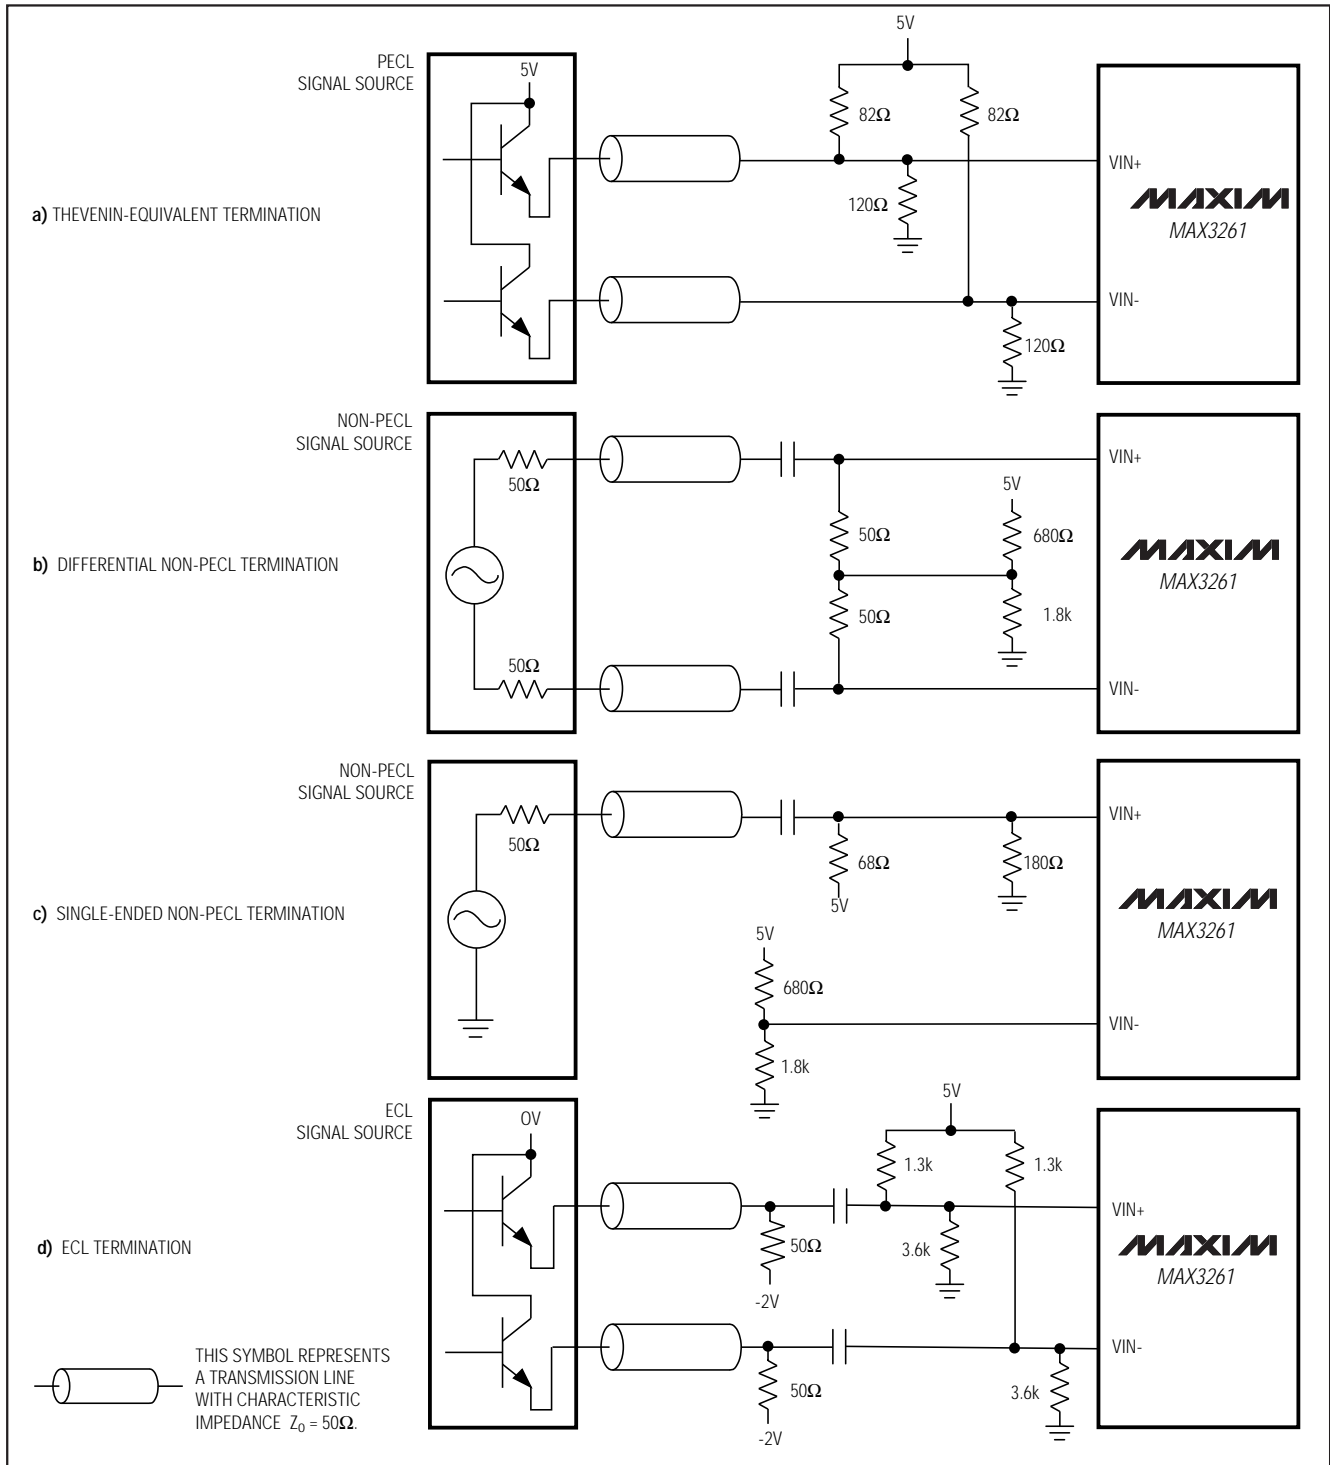 PECL
SIGNAL SOURCE
5V
5V
82Ω
82Ω
120Ω
120Ω
VIN+
VIN-
MAXIM
MAX3261
a) THEVENIN-EQUIVALENT TERMINATION
NON-PECL
SIGNAL SOURCE
50Ω
50Ω
50Ω
50Ω
5V
680Ω
1.8k
VIN+
VIN-
MAXIM
MAX3261
b) DIFFERENTIAL NON-PECL TERMINATION
NON-PECL
SIGNAL SOURCE
50Ω
68Ω
5V
180Ω
5V
680Ω
1.8k
VIN+
VIN-
MAXIM
MAX3261
c) SINGLE-ENDED NON-PECL TERMINATION
ECL
SIGNAL SOURCE
0V
5V
1.3k
1.3k
50Ω
-2V
3.6k
50Ω
-2V
3.6k
VIN+
VIN-
MAXIM
MAX3261
d) ECL TERMINATION
THIS SYMBOL REPRESENTS
A TRANSMISSION LINE
WITH CHARACTERISTIC
IMPEDANCE Z0 = 50Ω.